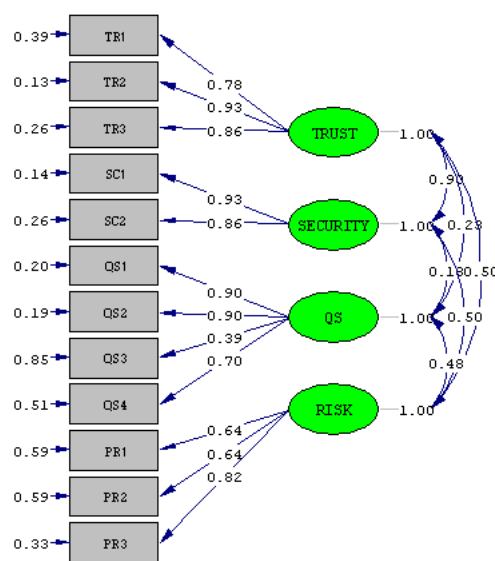 0.39 TR1
0.78
0.13 TR2
0.93
0.26 TR3
0.86
TRUST 1.00
0.14 SC1
0.93
0.90
0.26 SC2
0.86
SECURITY 1.00
0.23
0.20 QS1
0.90
0.18
0.50
0.19 QS2
0.90
QS 1.00
0.50
0.85 QS3
0.39
0.70
0.48
0.51 QS4
RISK 1.00
0.59 PR1
0.64
0.59 PR2
0.64
0.82
0.33 PR3